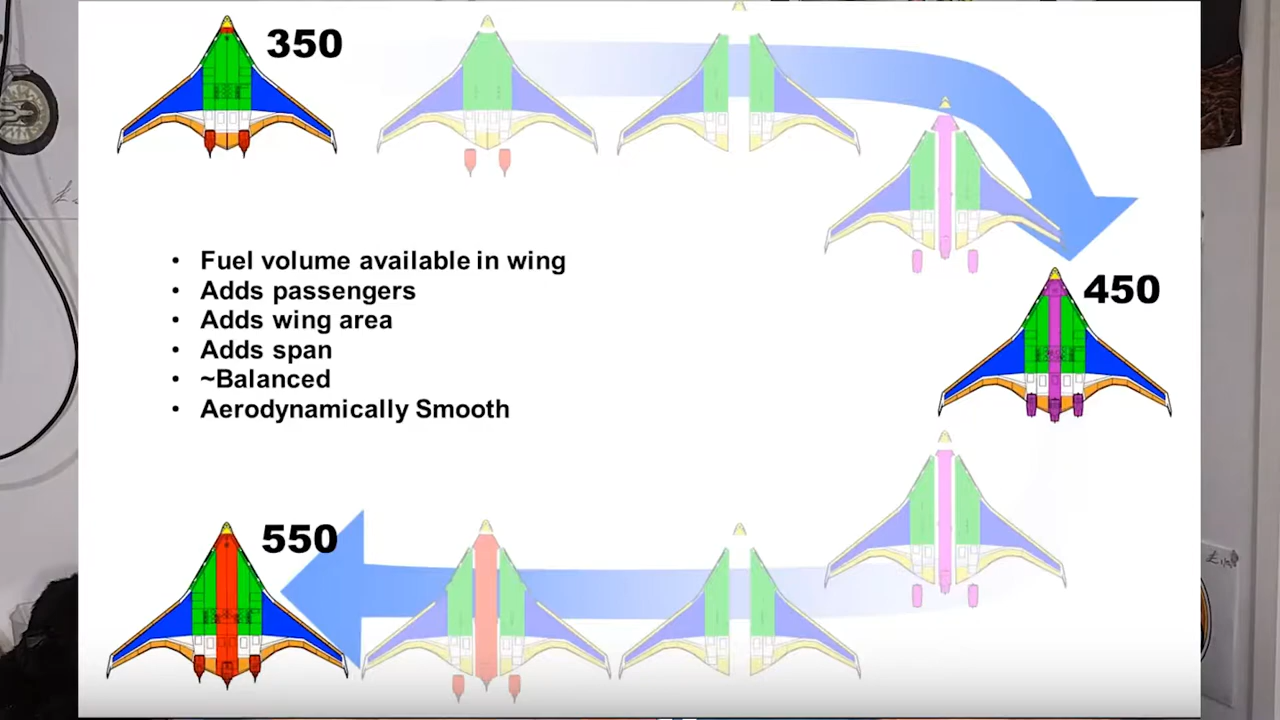 350
450
• Fuel volume available in wing
• Adds passengers
• Adds wing area
• Adds span
• ~Balanced
• Aerodynamically Smooth
550